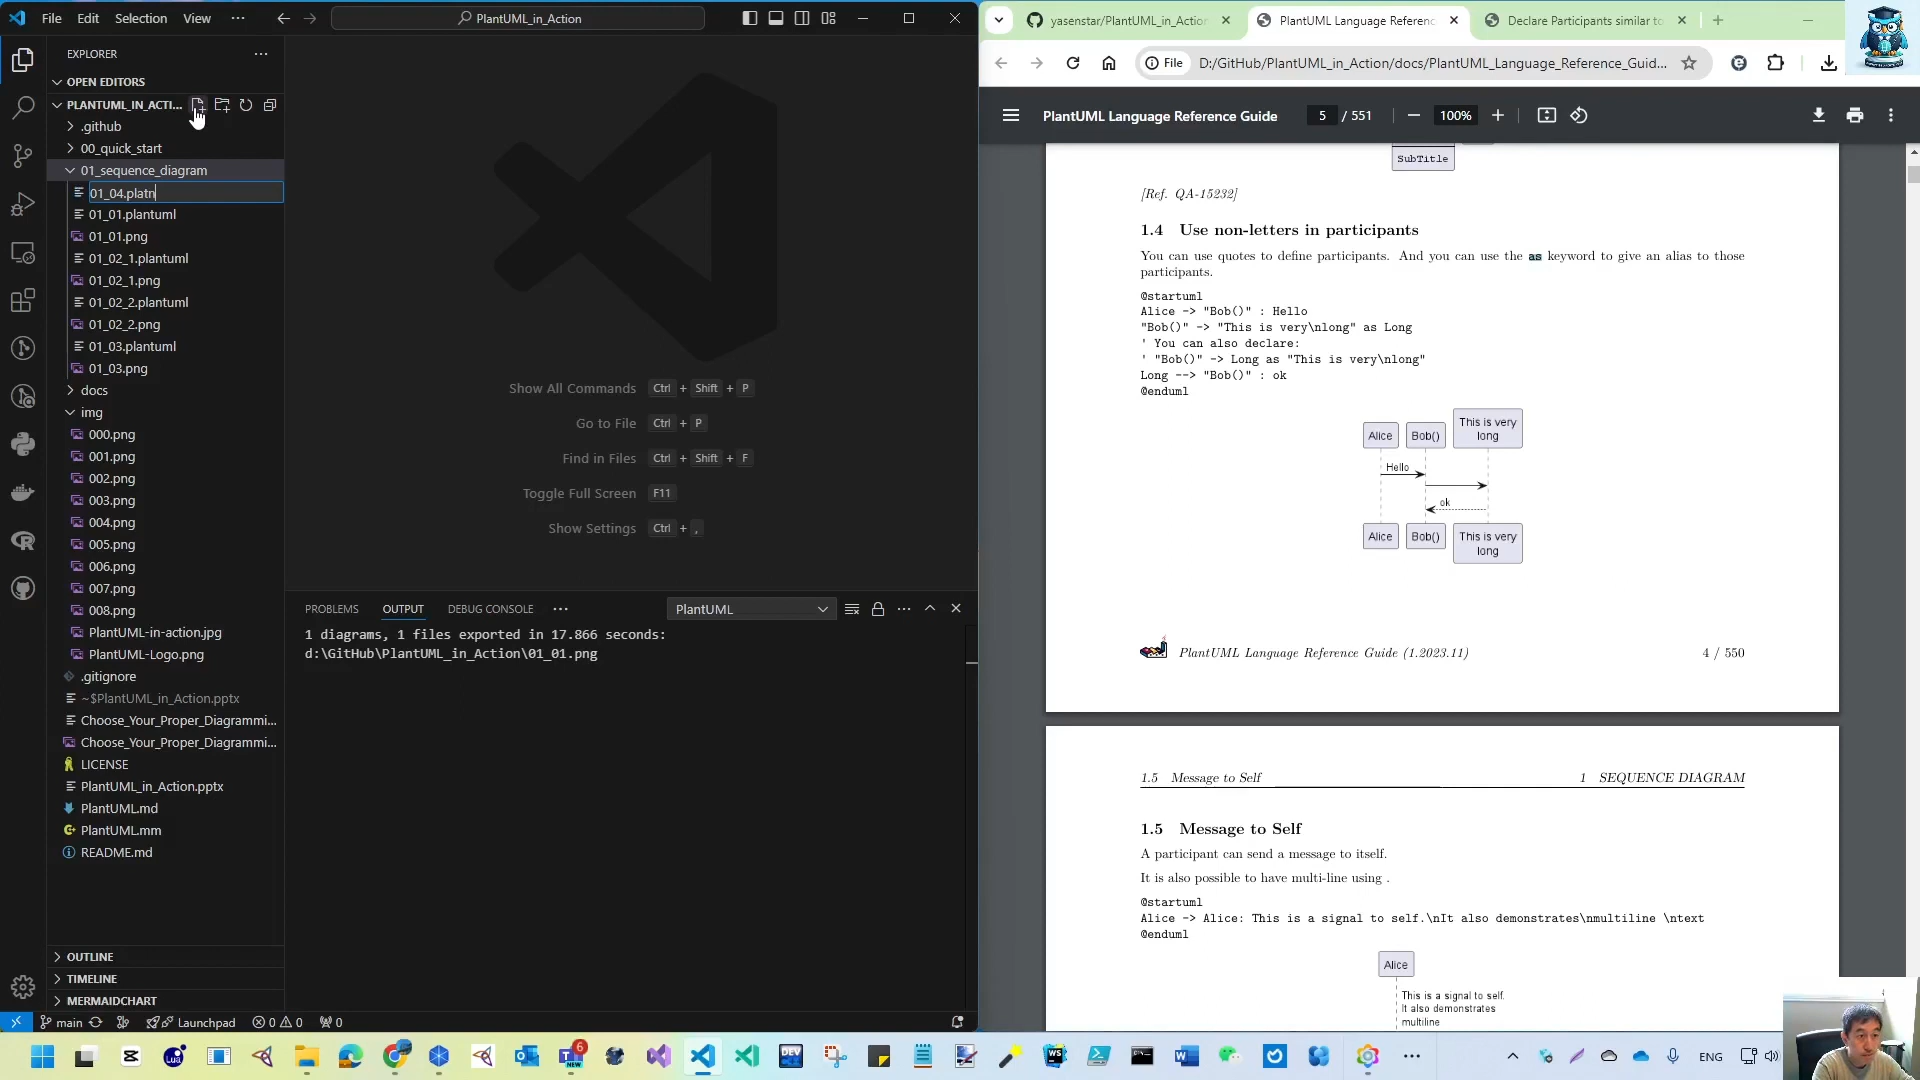 File Edit Selection View
PlantUML_in_Action
EXPLORER
OPEN EDITORS
PLANTUML_IN_ACTI...
.github
00_quick_start
01_sequence_diagram
01_04.platn
01_01.plantuml
01_01.png
01_02_1.plantuml
01_02_1.png
01_02_2.plantuml
01_02_2.png
01_03.plantuml
01_03.png
docs
img
000.png
001.png
002.png
003.png
004.png
005.png
006.png
007.png
008.png
PlantUML-in-action.jpg
PlantUML-Logo.png
.gitignore
~$PlantUML_in_Action.pptx
Choose_Your_Proper_Diagrammi...
Choose_Your_Proper_Diagrammi...
LICENSE
PlantUML_in_Action.pptx
PlantUML.md
PlantUML.mm
README.md
OUTLINE
TIMELINE
MERMAIDCHART
main
Launchpad
0 0
0
Show All Commands Ctrl + Shift + P
Go to File Ctrl + P
Find in Files Ctrl + Shift + F
Toggle Full Screen F11
Show Settings Ctrl + ,
PROBLEMS OUTPUT DEBUG CONSOLE
PlantUML
1 diagrams, 1 files exported in 17.866 seconds:
d:\GitHub\PlantUML_in_Action\01_01.png
yasenstar/PlantUML_in_Action
PlantUML Language Referenc
Declare Participants similar to
File
D:/GitHub/PlantUML_in_Action/docs/PlantUML_Language_Reference_Guid...
PlantUML Language Reference Guide
5 / 551
100%
SubTitle
[Ref. QA-15232]
1.4 Use non-letters in participants
You can use quotes to define participants. And you can use the as keyword to give an alias to those
participants.
@startuml
Alice -> "Bob()" : Hello
"Bob()" -> "This is very\nlong" as Long
' You can also declare:
' "Bob()" -> Long as "This is very\nlong"
Long --> "Bob()" : ok
@enduml
Alice
Bob()
This is very
long
Hello
ok
Alice
Bob()
This is very
long
PlantUML Language Reference Guide (1.2023.11)
4 / 550
1.5 Message to Self
1 SEQUENCE DIAGRAM
1.5 Message to Self
A participant can send a message to itself.
It is also possible to have multi-line using .
@startuml
Alice -> Alice: This is a signal to self.\nIt also demonstrates\nmultiline \ntext
@enduml
Alice
This is a signal to self.
It also demonstrates
multiline
6
NEW
DEV
WS
ENG